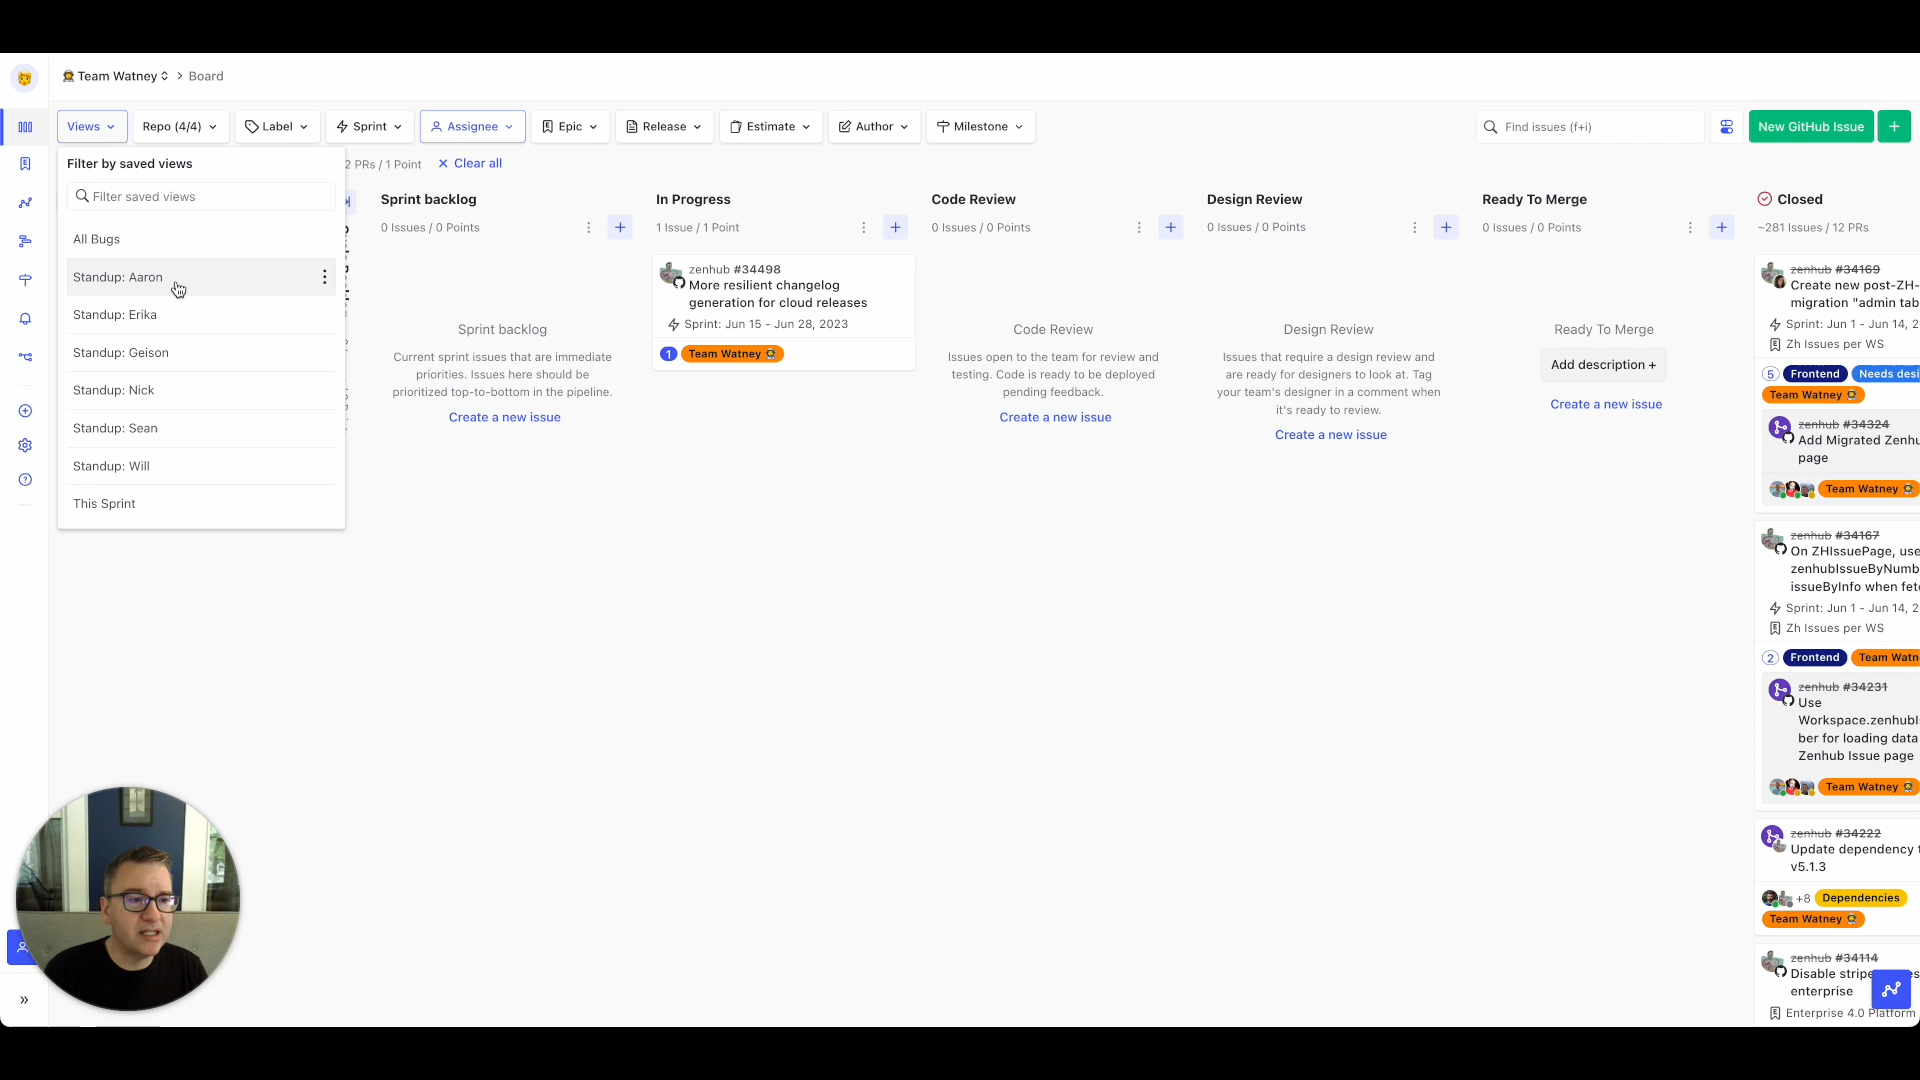 Team Watney > Board
Views
Repo (4/4)
Label
Sprint
Assignee
Epic
Release
Estimate
Author
Milestone
Find issues (f+i)
New GitHub Issue
+
Filter by saved views
Filter saved views
All Bugs
Standup: Aaron
Standup: Erika
Standup: Geison
Standup: Nick
Standup: Sean
Standup: Will
This Sprint
2 PRs / 1 Point
Clear all
Sprint backlog
0 Issues / 0 Points
Sprint backlog
Current sprint issues that are immediate
priorities. Issues here should be
prioritized top-to-bottom in the pipeline.
Create a new issue
In Progress
1 Issue / 1 Point
zenhub #34498
More resilient changelog
generation for cloud releases
Sprint: Jun 15 - Jun 28, 2023
1 Team Watney
Code Review
0 Issues / 0 Points
Code Review
Issues open to the team for review and
testing. Code is ready to be deployed
pending feedback.
Create a new issue
Design Review
0 Issues / 0 Points
Design Review
Issues that require a design review and
are ready for designers to look at. Tag
your team's designer in a comment when
it's ready to review.
Create a new issue
Ready To Merge
0 Issues / 0 Points
Ready To Merge
Add description +
Create a new issue
Closed
~281 Issues / 12 PRs
zenhub #34169
Create new post-ZH-
migration "admin tab
Sprint: Jun 1 - Jun 14, 2
Zh Issues per WS
5 Frontend Needs desi
Team Watney
zenhub #34324
Add Migrated Zenhu
page
Team Watney
zenhub #34167
On ZHIssuePage, use
zenhubIssueByNumb
issueByInfo when fet
Sprint: Jun 1 - Jun 14, 2
Zh Issues per WS
2 Frontend Team Watn
zenhub #34231
Use
Workspace.zenhubIs
ber for loading data
Zenhub Issue page
Team Watney
zenhub #34222
Update dependency t
v5.1.3
+8 Dependencies
Team Watney
zenhub #34114
Disable stripe
enterprise
Enterprise 4.0 Platform